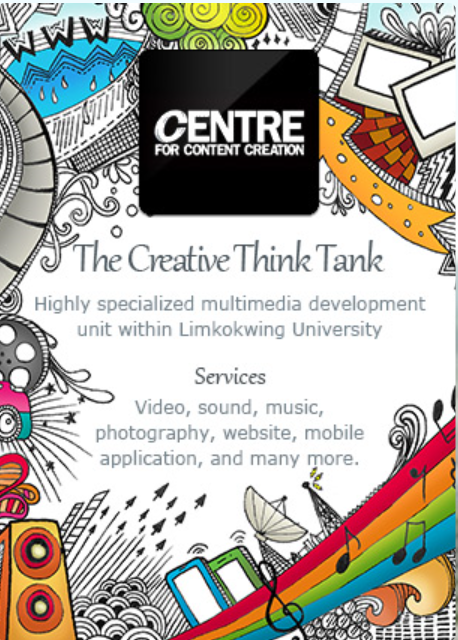 WWW
CENTRE
FOR CONTENT CREATION
The Creative Think Tank
Highly specialized multimedia development
unit within Limkokwing University
Services
Video, sound, music,
photography, website, mobile
application, and many more.